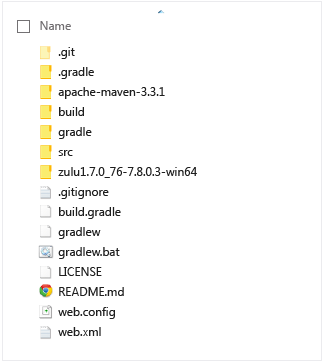 Name
.git
.gradle
apache-maven-3.3.1
build
gradle
src
zulu1.7.0_76-7.8.0.3-win64
.gitignore
build.gradle
gradlew
gradlew.bat
LICENSE
README.md
web.config
web.xml